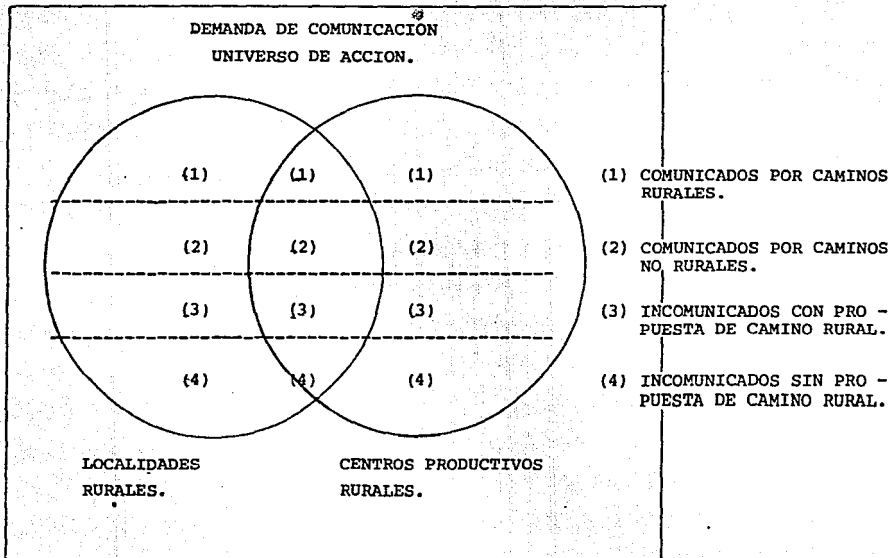 DEMANDA DE COMUNICACION
UNIVERSO DE ACCION.
(1) (1) (1)
(1) COMUNICADOS POR CAMINOS
RURALES.
(2) (2) (2)
(2) COMUNICADOS POR CAMINOS
NO RURALES.
(3) (3) (3)
(3) INCOMUNICADOS CON PRO -
PUESTA DE CAMINO RURAL.
(4) (4) (4)
(4) INCOMUNICADOS SIN PRO -
PUESTA DE CAMINO RURAL.
LOCALIDADES
RURALES.
CENTROS PRODUCTIVOS
RURALES.